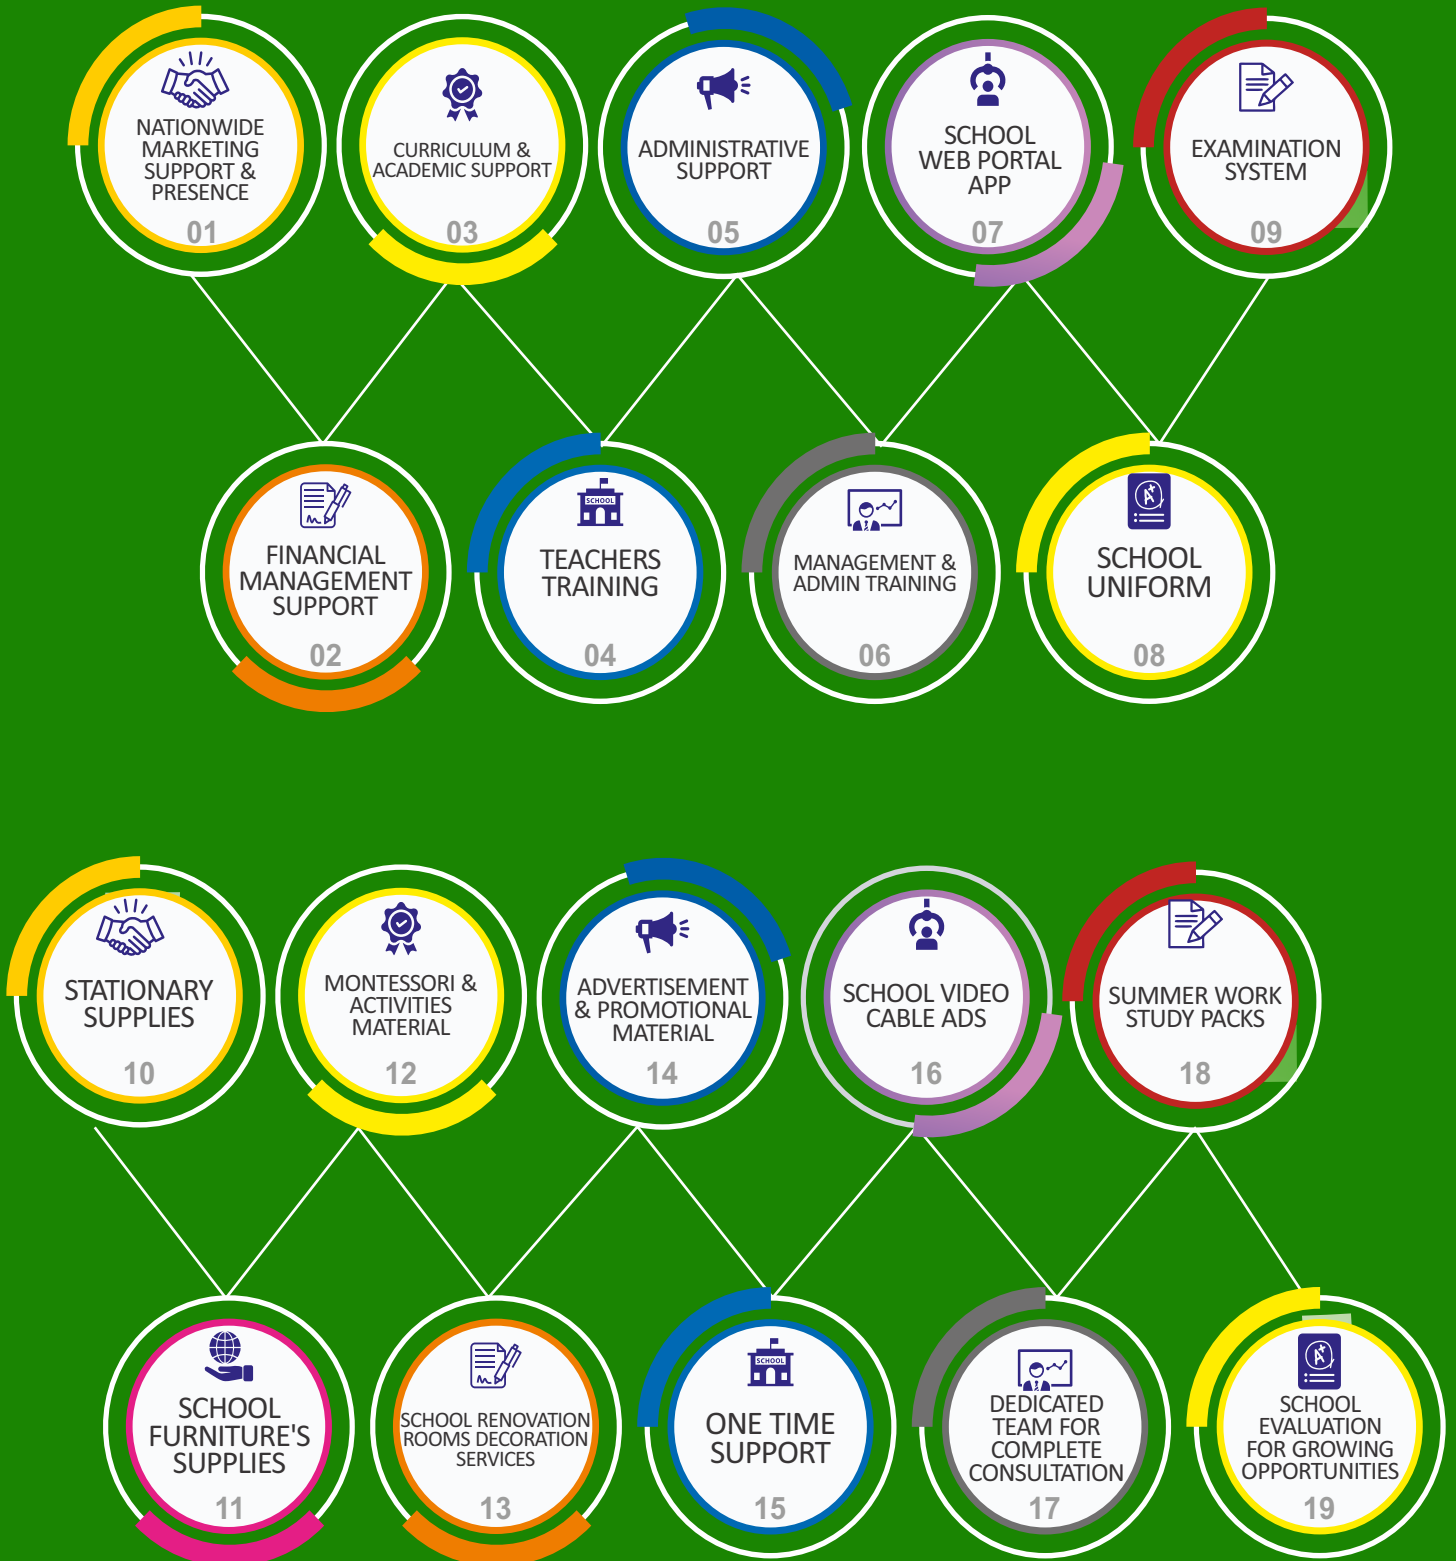 NATIONWIDE
MARKETING
SUPPORT &
PRESENCE
01
CURRICULUM &
ACADEMIC SUPPORT
03
ADMINISTRATIVE
SUPPORT
05
SCHOOL
WEB PORTAL
APP
07
EXAMINATION
SYSTEM
09
FINANCIAL
MANAGEMENT
SUPPORT
02
SCHOOL
TEACHERS
TRAINING
04
MANAGEMENT &
ADMIN TRAINING
06
A+
SCHOOL
UNIFORM
08
STATIONARY
SUPPLIES
10
MONTESSORI &
ACTIVITIES
MATERIAL
12
ADVERTISEMENT
& PROMOTIONAL
MATERIAL
14
SCHOOL VIDEO
CABLE ADS
16
SUMMER WORK
STUDY PACKS
18
SCHOOL
FURNITURE'S
SUPPLIES
11
SCHOOL RENOVATION
ROOMS DECORATION
SERVICES
13
SCHOOL
ONE TIME
SUPPORT
15
DEDICATED
TEAM FOR
COMPLETE
CONSULTATION
17
A+
SCHOOL
EVALUATION
FOR GROWING
OPPORTUNITIES
19